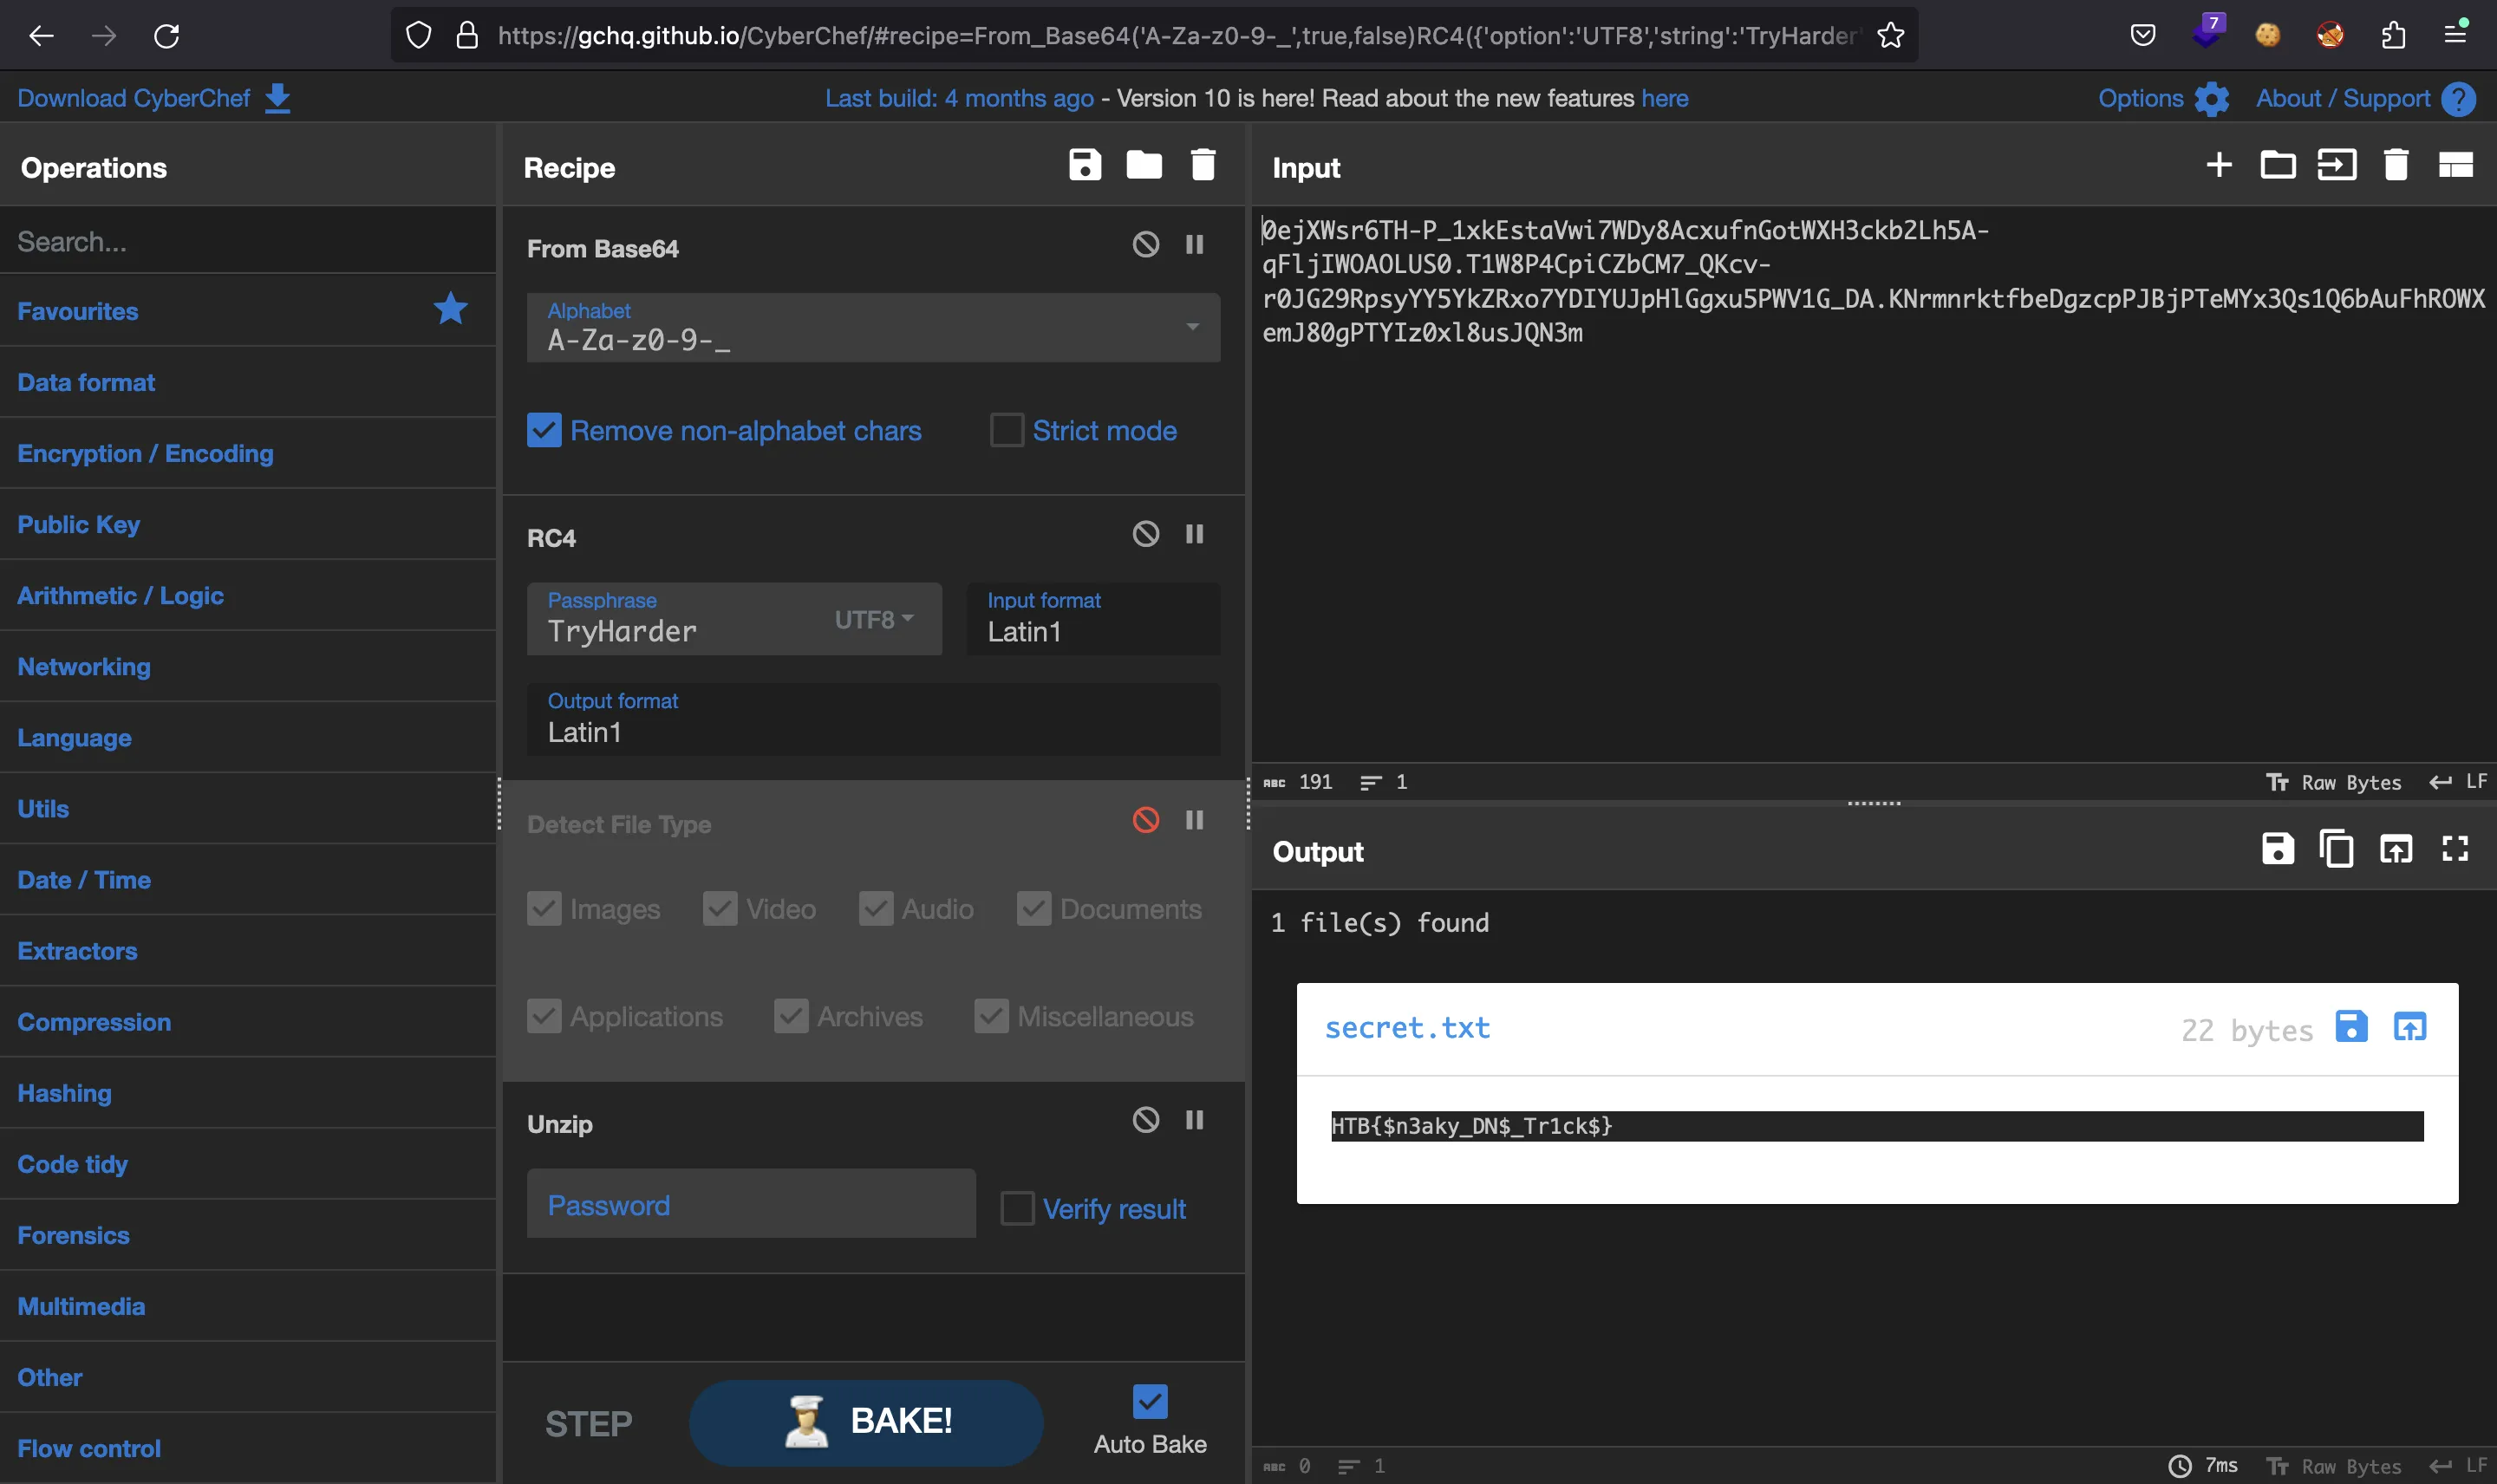 https://gchq.github.io/CyberChef/#recipe=From_Base64('A-Za-z0-9-_',true,false)RC4({'option':'UTF8','string':'TryHarder'
7
Download CyberChef
Last build: 4 months ago - Version 10 is here! Read about the new features here
Options
About / Support
Operations
Search...
Favourites
Data format
Encryption / Encoding
Public Key
Arithmetic / Logic
Networking
Language
Utils
Date / Time
Extractors
Compression
Hashing
Code tidy
Forensics
Multimedia
Other
Flow control
Recipe
From Base64
Alphabet
A-Za-z0-9-_
Remove non-alphabet chars
Strict mode
RC4
Passphrase
TryHarder
UTF8
Input format
Latin1
Output format
Latin1
Detect File Type
Images
Video
Audio
Documents
Applications
Archives
Miscellaneous
Unzip
Password
Verify result
STEP
BAKE!
Auto Bake
Input
0ejXWsr6TH-P_1xkEstaVwi7WDy8AcxufnGotWXH3ckb2Lh5A-
qFljIWOAOLUS0.T1W8P4CpiCZbCM7_QKcv-
r0JG29RpsyYY5YkZRxo7YDIYUJpHlGgxu5PWV1G_DA.KNrmnrktfbeDgzcpPJBjPTeMYx3Qs1Q6bAuFhROWX
emJ80gPTYIz0xl8usJQN3m
ABC 191
1
Tт Raw Bytes
LF
Output
1 file(s) found
secret.txt
22 bytes
HTB{$n3aky_DN$_Tr1ck$}
ABC 0
1
7ms
Tт Raw Bytes
LF